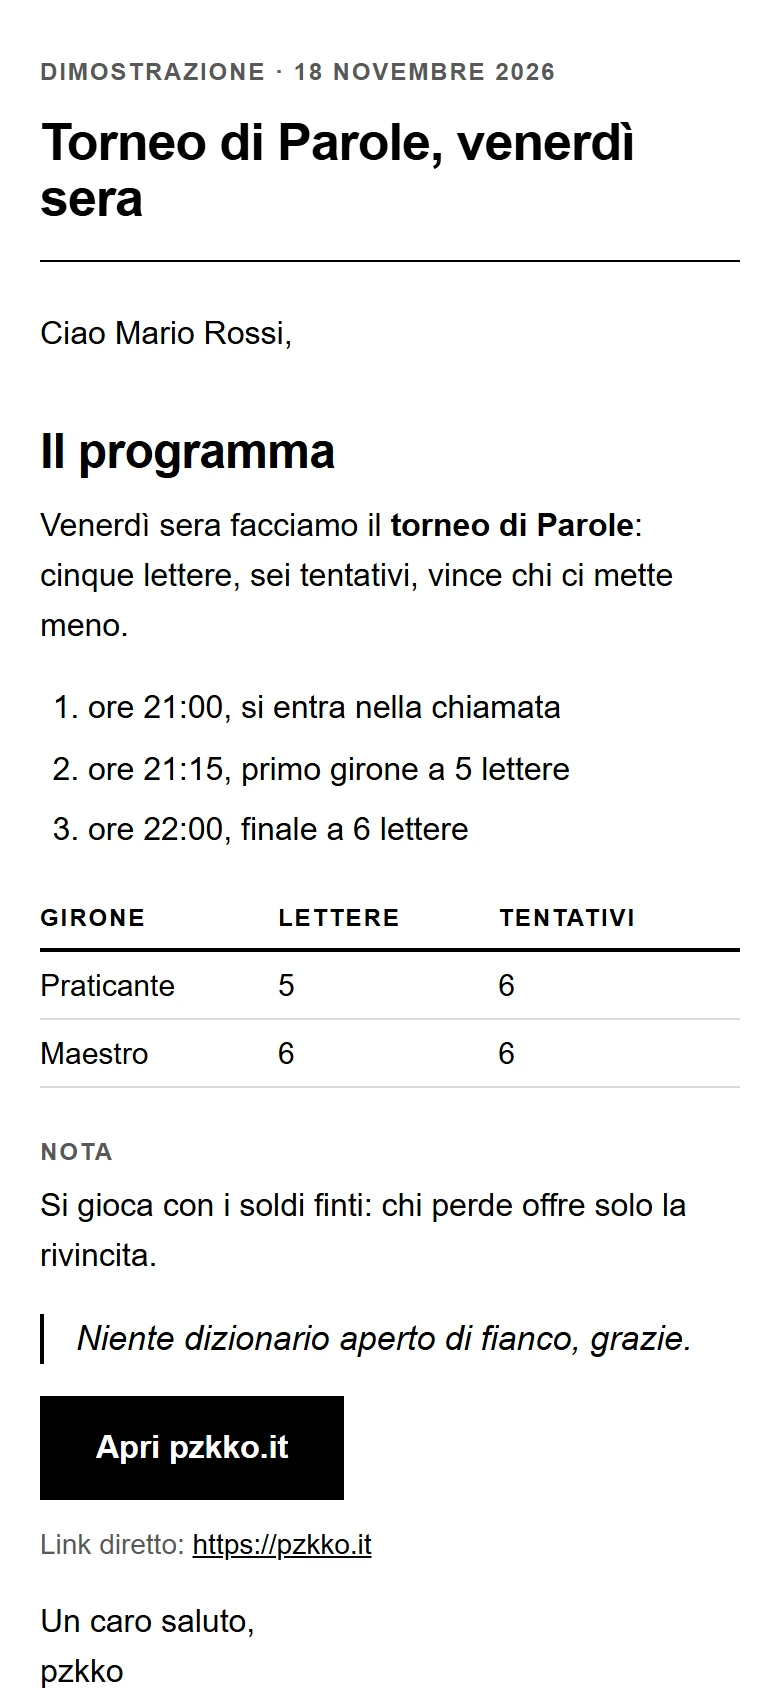 DIMOSTRAZIONE · 18 NOVEMBRE 2026
Torneo di Parole, venerdì
sera
Ciao Mario Rossi,
Il programma
Venerdì sera facciamo il torneo di Parole:
cinque lettere, sei tentativi, vince chi ci mette
meno.
1. ore 21:00, si entra nella chiamata
2. ore 21:15, primo girone a 5 lettere
3. ore 22:00, finale a 6 lettere
GIRONE LETTERE TENTATIVI
Praticante 5 6
Maestro 6 6
NOTA
Si gioca con i soldi finti: chi perde offre solo la
rivincita.
Niente dizionario aperto di fianco, grazie.
Apri pzkko.it
Link diretto: https://pzkko.it
Un caro saluto,
pzkko